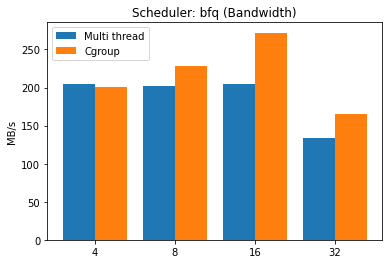 Scheduler: bfq (Bandwidth)
Multi thread
Cgroup
MB/s
250
200
150
100
50
0
4 8 16 32